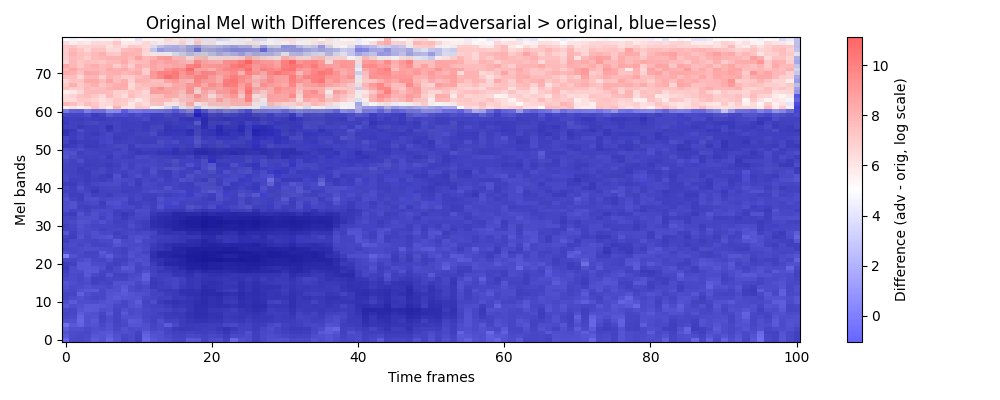 Original Mel with Differences (red=adversarial > original, blue=less)
Mel bands
70
60
50
40
30
20
10
0
0 20 40 60 80 100
Time frames
10
8
6
4
2
0
Difference (adv - orig, log scale)